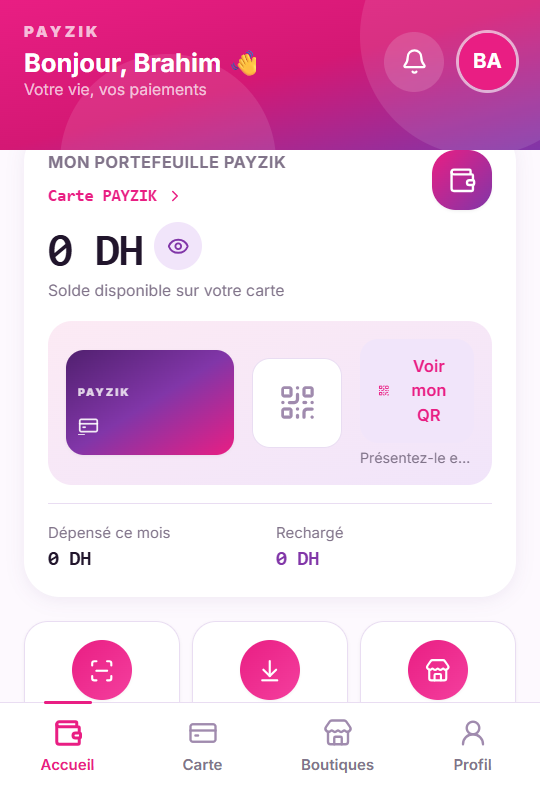 PAYZIK
Bonjour, Brahim 👋
Votre vie, vos paiements
BA
MON PORTEFEUILLE PAYZIK
Carte PAYZIK
0 DH
Solde disponible sur votre carte
PAYZIK
Voir
mon
QR
Présentez-le e...
Dépensé ce mois
Rechargé
0 DH
0 DH
Accueil
Carte
Boutiques
Profil